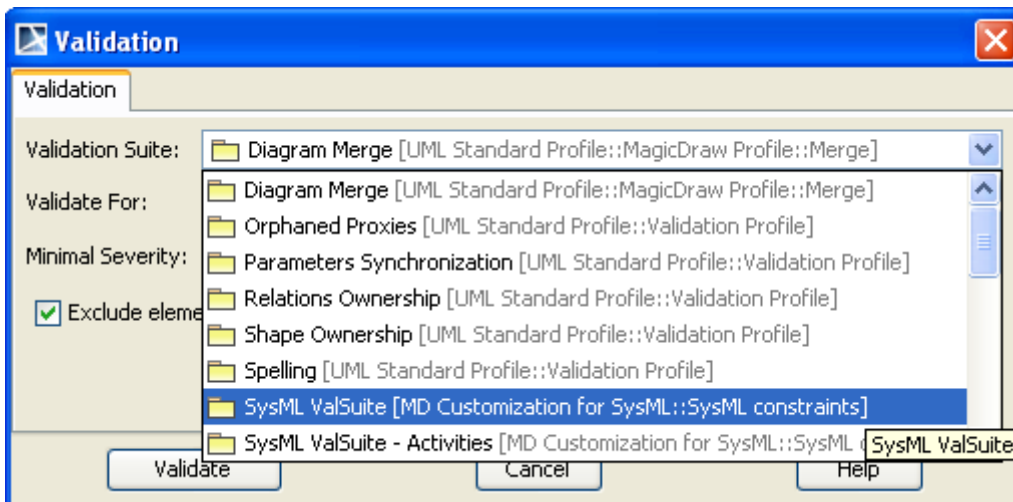 Validation
Validation
Validation Suite: Diagram Merge [UML Standard Profile::MagicDraw Profile::Merge]
Diagram Merge [UML Standard Profile::MagicDraw Profile::Merge]
Validate For:
Orphaned Proxies [UML Standard Profile::Validation Profile]
Minimal Severity:
Parameters Synchronization [UML Standard Profile::Validation Profile]
Relations Ownership [UML Standard Profile::Validation Profile]
Exclude eleme
Shape Ownership [UML Standard Profile::Validation Profile]
Spelling [UML Standard Profile::Validation Profile]
SysML ValSuite [MD Customization for SysML::SysML constraints]
SysML ValSuite - Activities [MD Customization for SysML::SysML c
SysML ValSuite
Validate Cancel Help